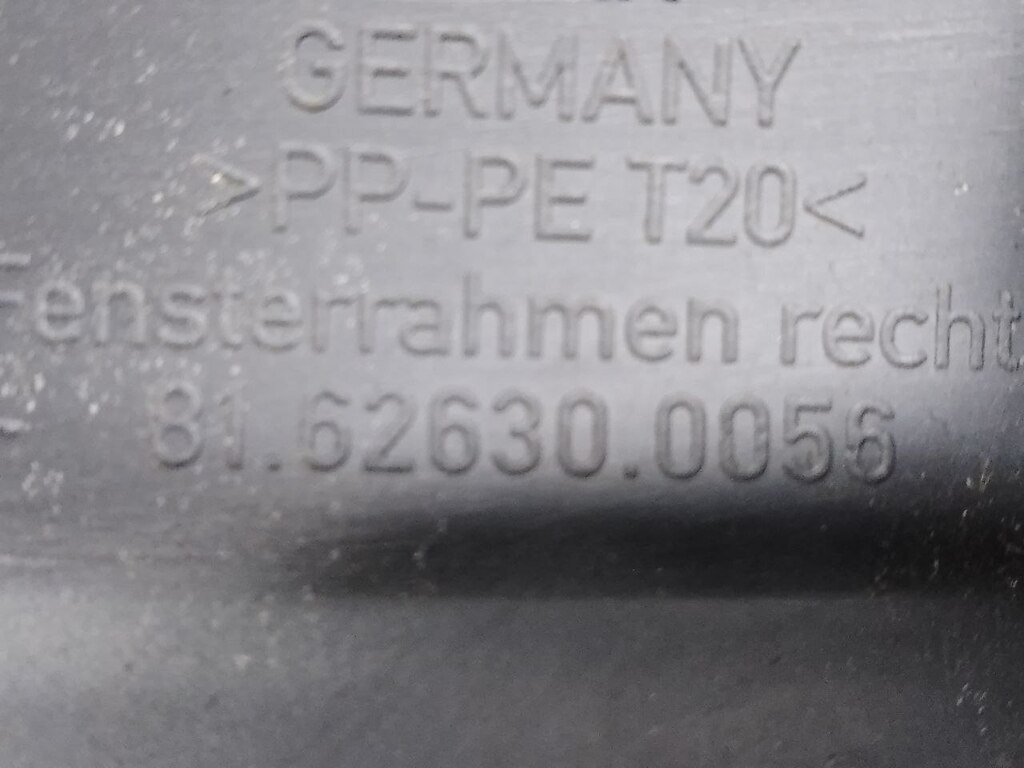 GERMANY
>PP-PE T20<
Fensterrahmen recht
81.62630.0056